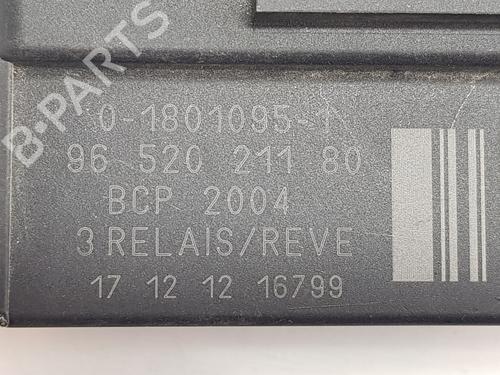 B-PARTS
0-1801095-1
96 520 211 80
BCP 2004
3 RELAIS/REVE
17 12 12 16799